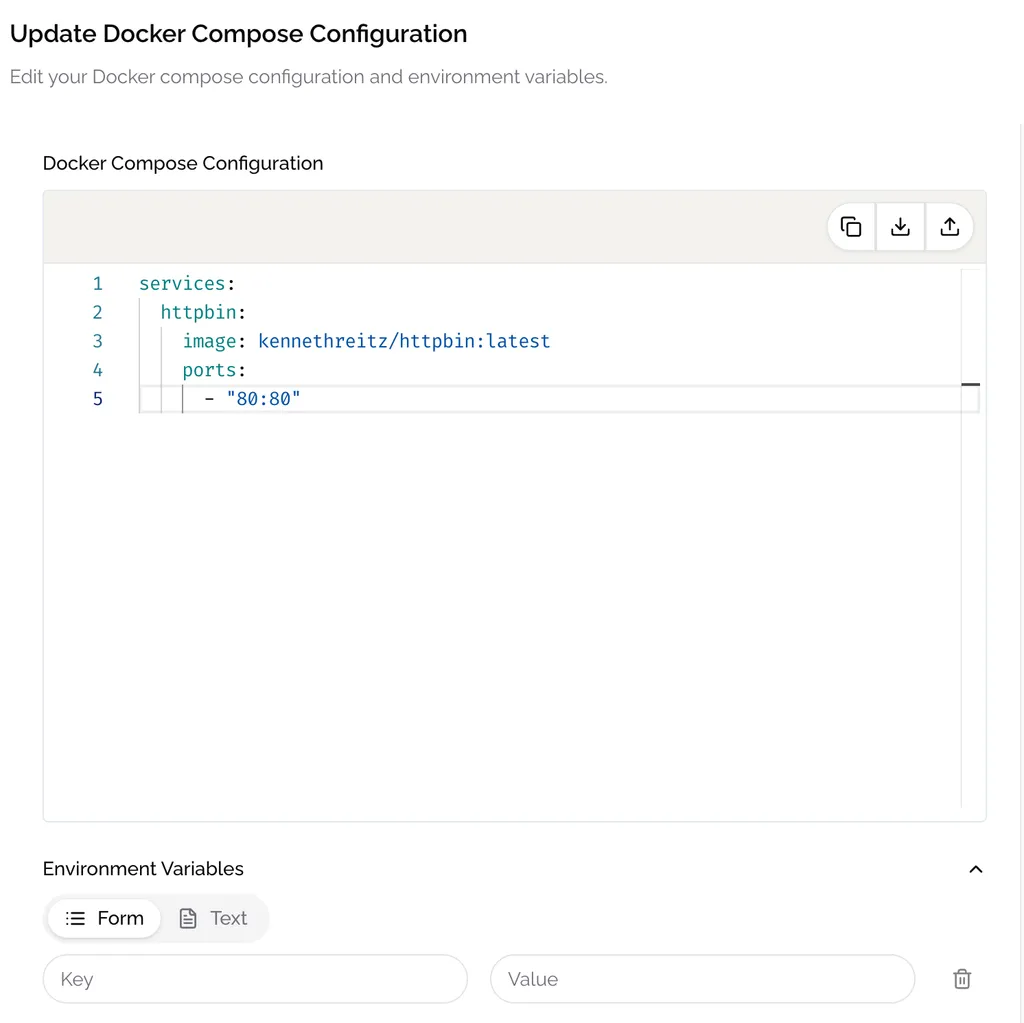 Update Docker Compose Configuration
Edit your Docker compose configuration and environment variables.
Docker Compose Configuration
1 services:
2   httpbin:
3     image: kennethreitz/httpbin:latest
4     ports:
5       - "80:80"
Environment Variables
Form Text
Key Value